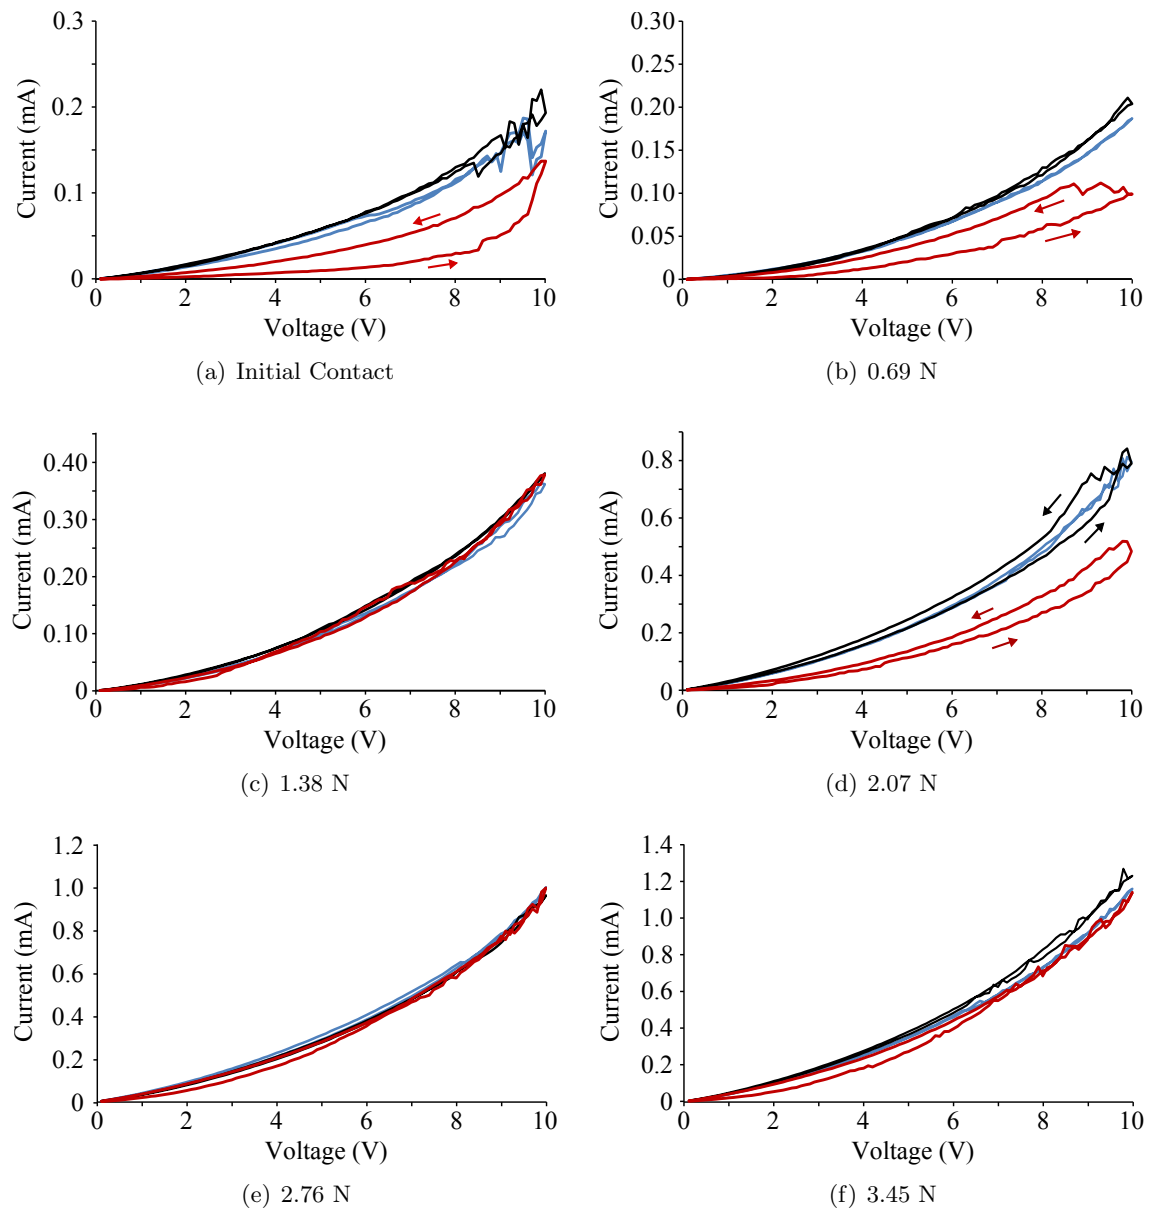 0.3
0.2
0.1
0
Current (mA)
0 2 4 6 8 10
Voltage (V)
(a) Initial Contact
0.30
0.25
0.20
0.15
0.10
0.05
0
Current (mA)
0 2 4 6 8 10
Voltage (V)
(b) 0.69 N
0.40
0.30
0.20
0.10
0
Current (mA)
0 2 4 6 8 10
Voltage (V)
(c) 1.38 N
0.8
0.6
0.4
0.2
0
Current (mA)
0 2 4 6 8 10
Voltage (V)
(d) 2.07 N
1.2
1.0
0.8
0.6
0.4
0.2
0
Current (mA)
0 2 4 6 8 10
Voltage (V)
(e) 2.76 N
1.4
1.2
1.0
0.8
0.6
0.4
0.2
0
Current (mA)
0 2 4 6 8 10
Voltage (V)
(f) 3.45 N